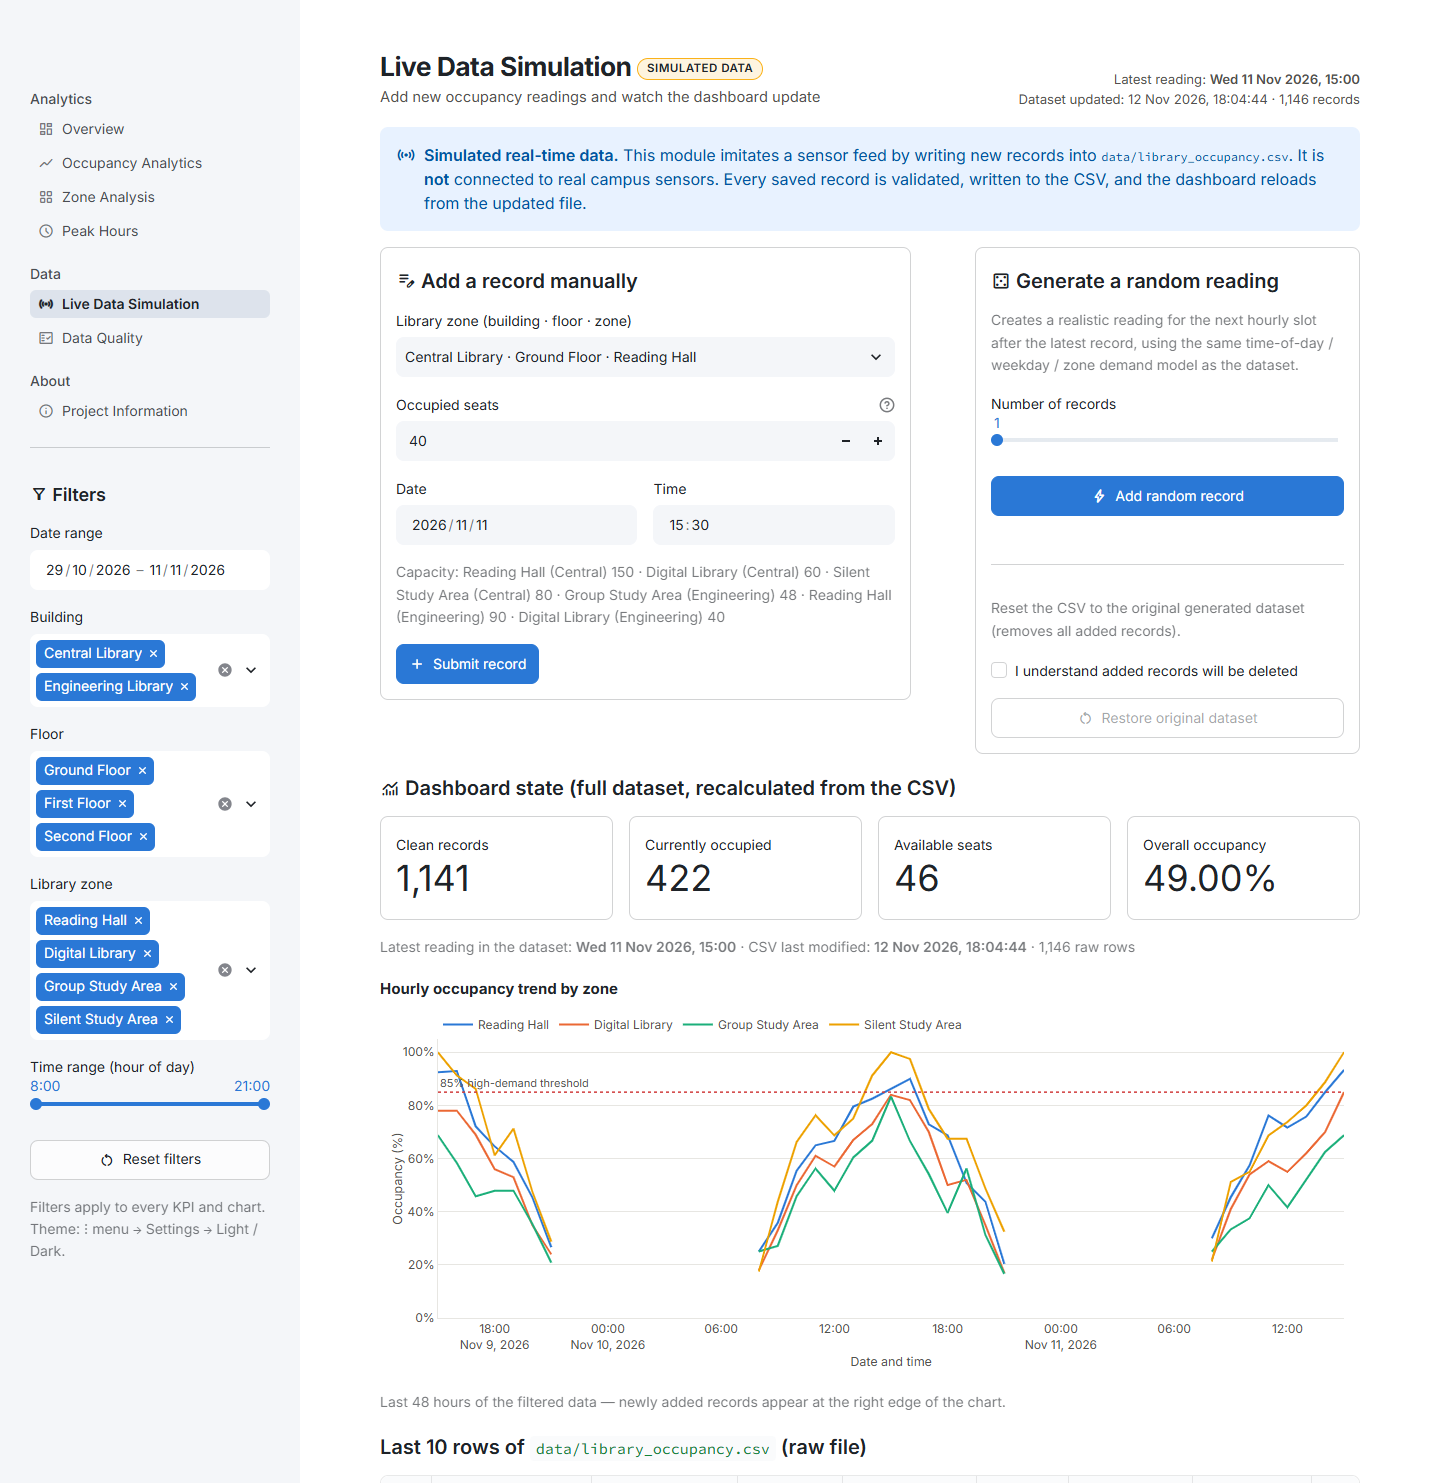 Analytics
Overview
Occupancy Analytics
Zone Analysis
Peak Hours
Data
Live Data Simulation
Data Quality
About
Project Information
Filters
Date range
29/10/2026 – 11/11/2026
Building
Central Library ×
Engineering Library ×
Floor
Ground Floor ×
First Floor ×
Second Floor ×
Library zone
Reading Hall ×
Digital Library ×
Group Study Area ×
Silent Study Area ×
Time range (hour of day)
8:00 21:00
Reset filters
Filters apply to every KPI and chart.
Theme: ⋮ menu → Settings → Light /
Dark.
Live Data Simulation SIMULATED DATA
Add new occupancy readings and watch the dashboard update
Latest reading: Wed 11 Nov 2026, 15:00
Dataset updated: 12 Nov 2026, 18:04:44 · 1,146 records
Simulated real-time data. This module imitates a sensor feed by writing new records into data/library_occupancy.csv. It is
not connected to real campus sensors. Every saved record is validated, written to the CSV, and the dashboard reloads
from the updated file.
Add a record manually
Library zone (building · floor · zone)
Central Library · Ground Floor · Reading Hall
Occupied seats
40 − +
Date Time
2026/11/11 15:30
Capacity: Reading Hall (Central) 150 · Digital Library (Central) 60 · Silent
Study Area (Central) 80 · Group Study Area (Engineering) 48 · Reading Hall
(Engineering) 90 · Digital Library (Engineering) 40
+ Submit record
Generate a random reading
Creates a realistic reading for the next hourly slot
after the latest record, using the same time-of-day /
weekday / zone demand model as the dataset.
Number of records
1
Add random record
Reset the CSV to the original generated dataset
(removes all added records).
I understand added records will be deleted
Restore original dataset
Dashboard state (full dataset, recalculated from the CSV)
Clean records
1,141
Currently occupied
422
Available seats
46
Overall occupancy
49.00%
Latest reading in the dataset: Wed 11 Nov 2026, 15:00 · CSV last modified: 12 Nov 2026, 18:04:44 · 1,146 raw rows
Hourly occupancy trend by zone
Reading Hall Digital Library Group Study Area Silent Study Area
100%
85% high-demand threshold
80%
60%
40%
20%
0%
Occupancy (%)
18:00 00:00 06:00 12:00 18:00 00:00 06:00 12:00
Nov 9, 2026 Nov 10, 2026 Nov 11, 2026
Date and time
Last 48 hours of the filtered data — newly added records appear at the right edge of the chart.
Last 10 rows of data/library_occupancy.csv (raw file)